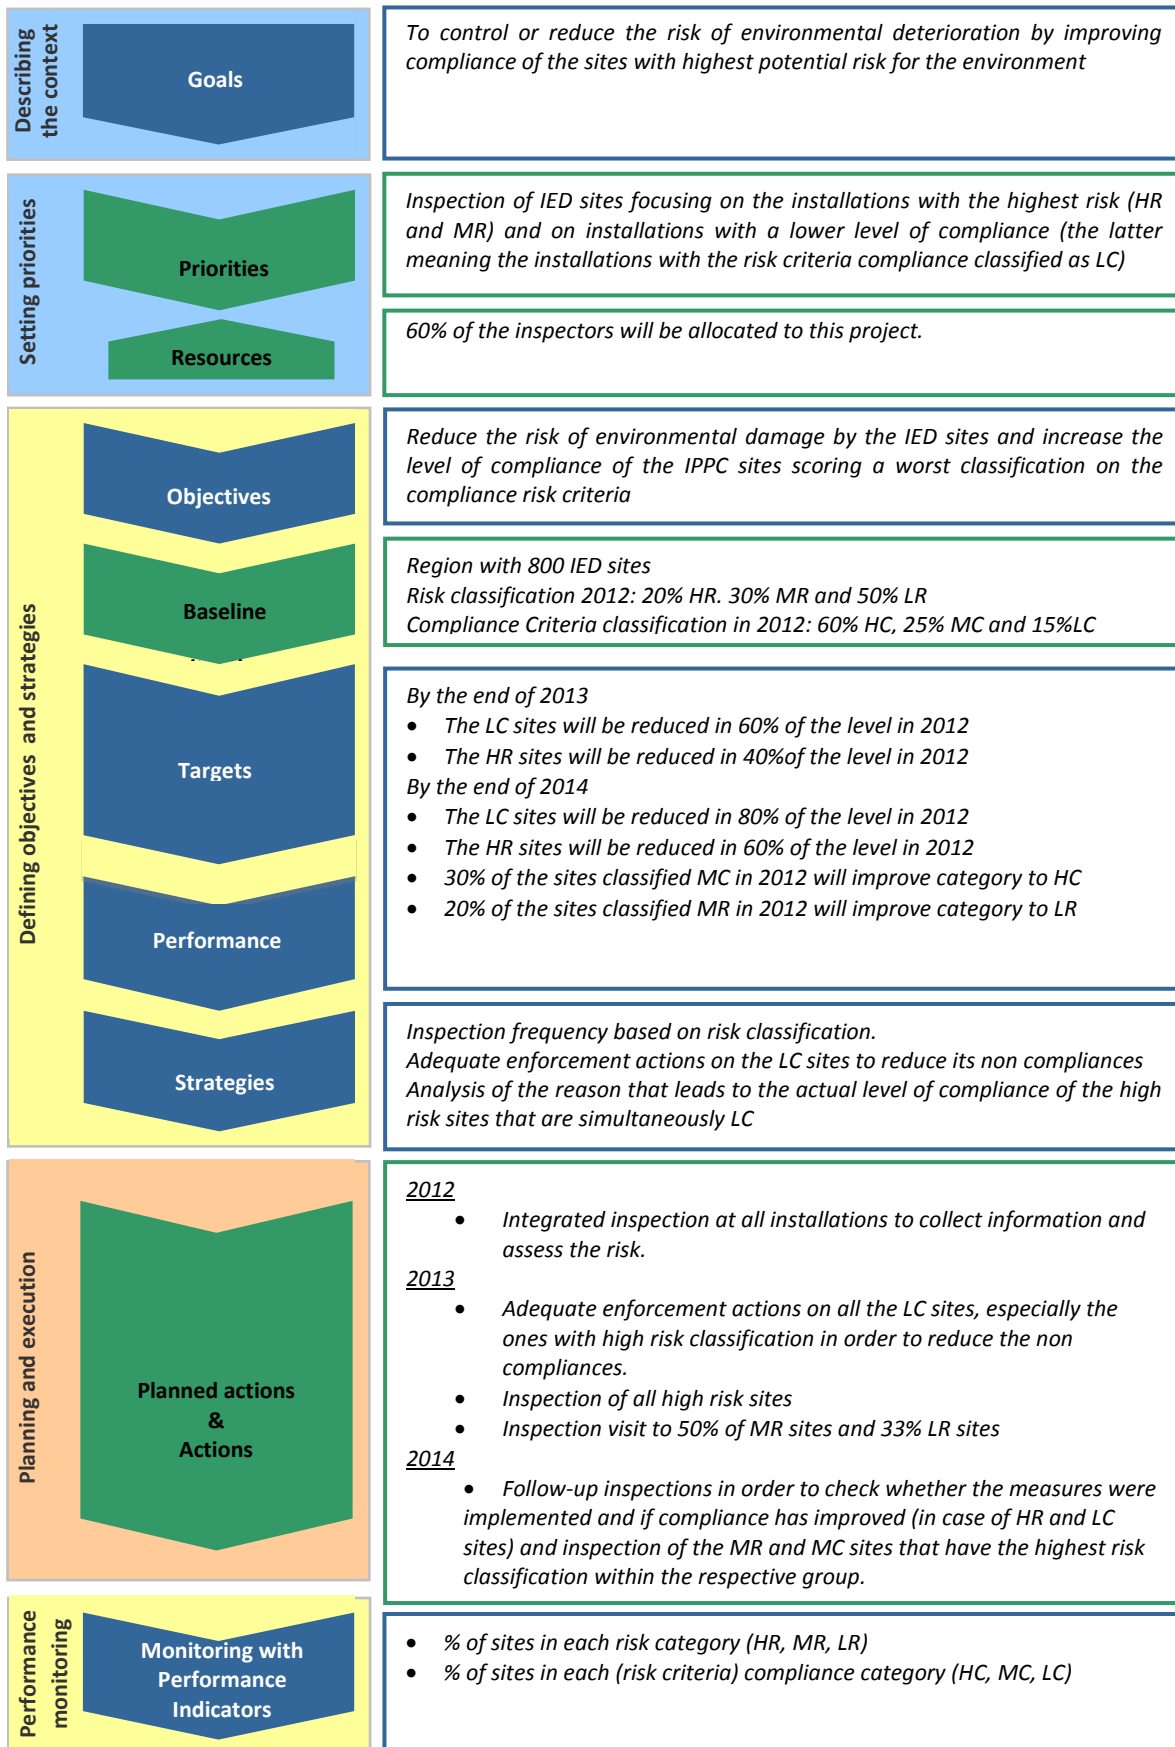 Describing
the context
Goals
To control or reduce the risk of environmental deterioration by improving
compliance of the sites with highest potential risk for the environment
Setting priorities
Priorities
Inspection of IED sites focusing on the installations with the highest risk (HR
and MR) and on installations with a lower level of compliance (the latter
meaning the installations with the risk criteria compliance classified as LC)
Resources
60% of the inspectors will be allocated to this project.
Defining objectives and strategies
Objectives
Reduce the risk of environmental damage by the IED sites and increase the
level of compliance of the IPPC sites scoring a worst classification on the
compliance risk criteria
Baseline
Region with 800 IED sites
Risk classification 2012: 20% HR. 30% MR and 50% LR
Compliance Criteria classification in 2012: 60% HC, 25% MC and 15%LC
Targets
By the end of 2013
• The LC sites will be reduced in 60% of the level in 2012
• The HR sites will be reduced in 40%of the level in 2012
By the end of 2014
• The LC sites will be reduced in 80% of the level in 2012
• The HR sites will be reduced in 60% of the level in 2012
• 30% of the sites classified MC in 2012 will improve category to HC
• 20% of the sites classified MR in 2012 will improve category to LR
Performance
Strategies
Inspection frequency based on risk classification.
Adequate enforcement actions on the LC sites to reduce its non compliances
Analysis of the reason that leads to the actual level of compliance of the high
risk sites that are simultaneously LC
Planning and execution
Planned actions
&
Actions
2012
• Integrated inspection at all installations to collect information and
assess the risk.
2013
• Adequate enforcement actions on all the LC sites, especially the
ones with high risk classification in order to reduce the non
compliances.
• Inspection of all high risk sites
• Inspection visit to 50% of MR sites and 33% LR sites
2014
• Follow-up inspections in order to check whether the measures were
implemented and if compliance has improved (in case of HR and LC
sites) and inspection of the MR and MC sites that have the highest risk
classification within the respective group.
Performance
monitoring
Monitoring with
Performance
Indicators
• % of sites in each risk category (HR, MR, LR)
• % of sites in each (risk criteria) compliance category (HC, MC, LC)